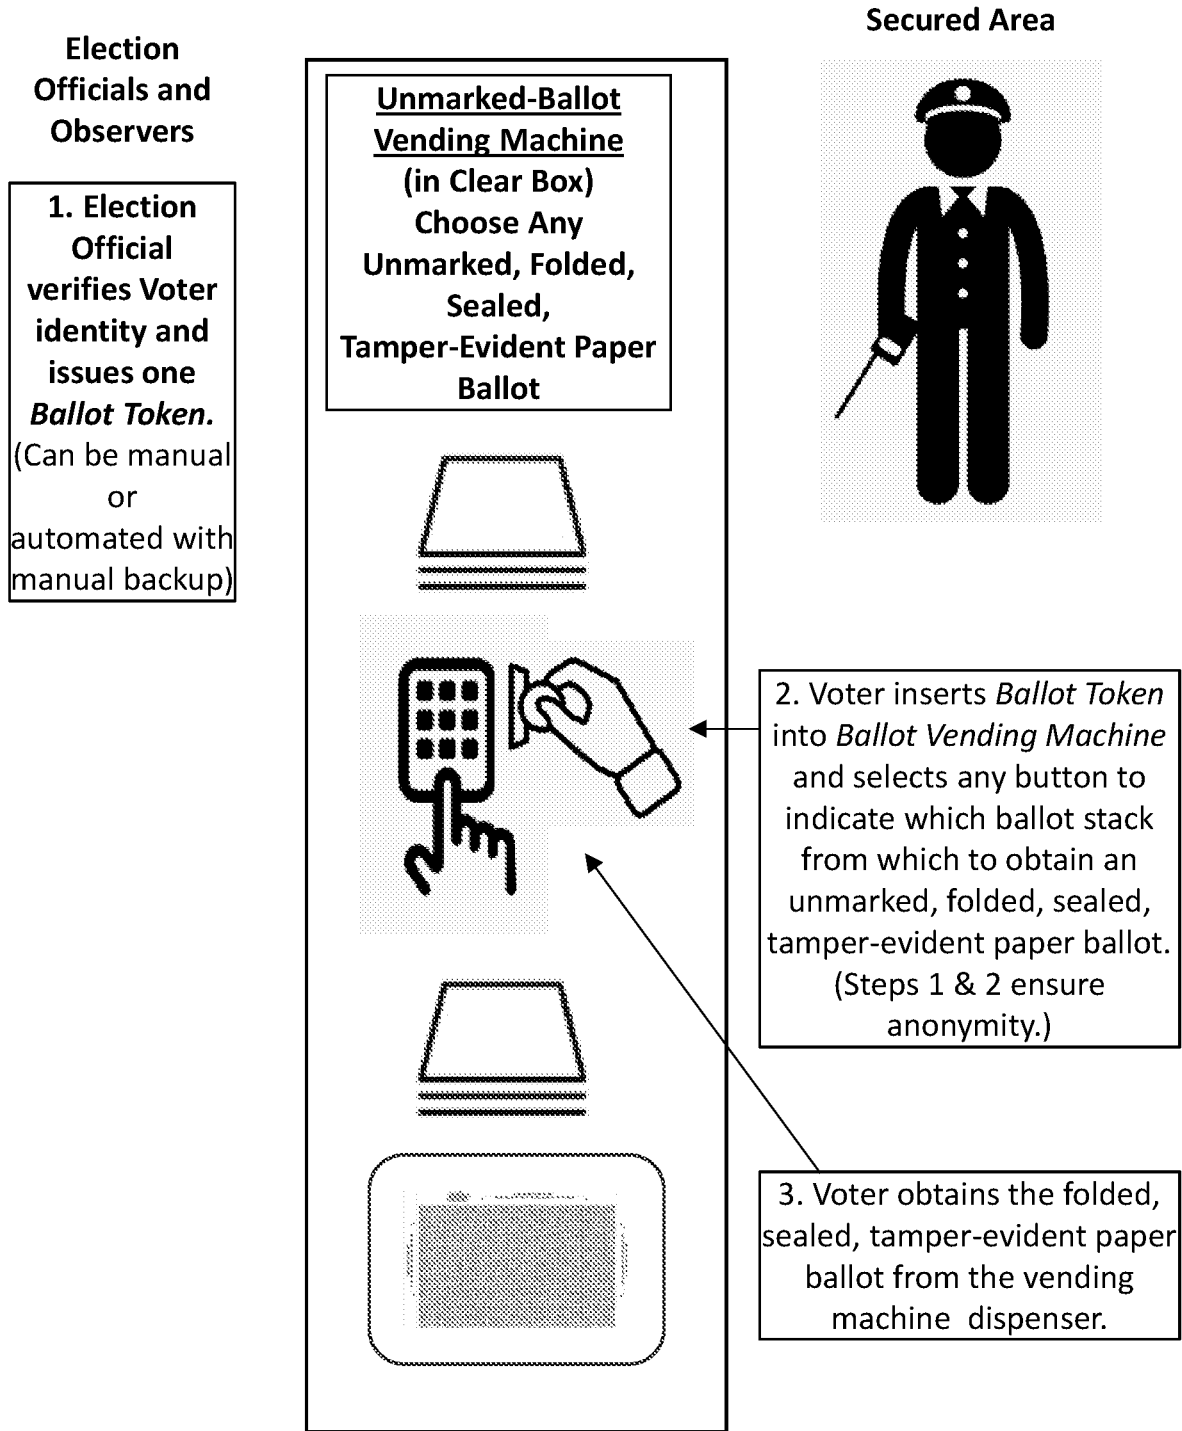 Election
Officials and
Observers
1. Election
Official
verifies Voter
identity and
issues one
Ballot Token.
(Can be manual
or
automated with
manual backup)
Unmarked-Ballot
Vending Machine
(in Clear Box)
Choose Any
Unmarked, Folded,
Sealed,
Tamper-Evident Paper
Ballot
Secured Area
2. Voter inserts Ballot Token
into Ballot Vending Machine
and selects any button to
indicate which ballot stack
from which to obtain an
unmarked, folded, sealed,
tamper-evident paper ballot.
(Steps 1 & 2 ensure
anonymity.)
3. Voter obtains the folded,
sealed, tamper-evident paper
ballot from the vending
machine  dispenser.